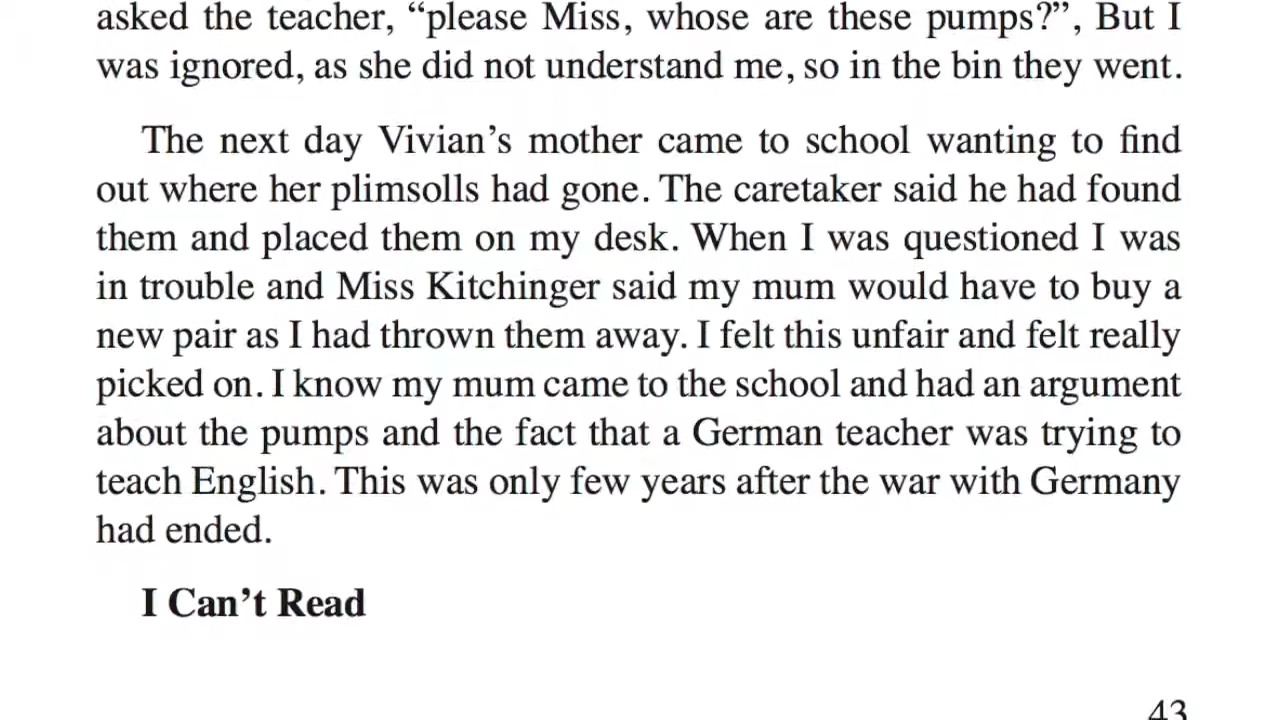 asked the teacher, “please Miss, whose are these pumps?”, But I
was ignored, as she did not understand me, so in the bin they went.
The next day Vivian’s mother came to school wanting to find
out where her plimsolls had gone. The caretaker said he had found
them and placed them on my desk. When I was questioned I was
in trouble and Miss Kitchinger said my mum would have to buy a
new pair as I had thrown them away. I felt this unfair and felt really
picked on. I know my mum came to the school and had an argument
about the pumps and the fact that a German teacher was trying to
teach English. This was only few years after the war with Germany
had ended.
I Can’t Read
43